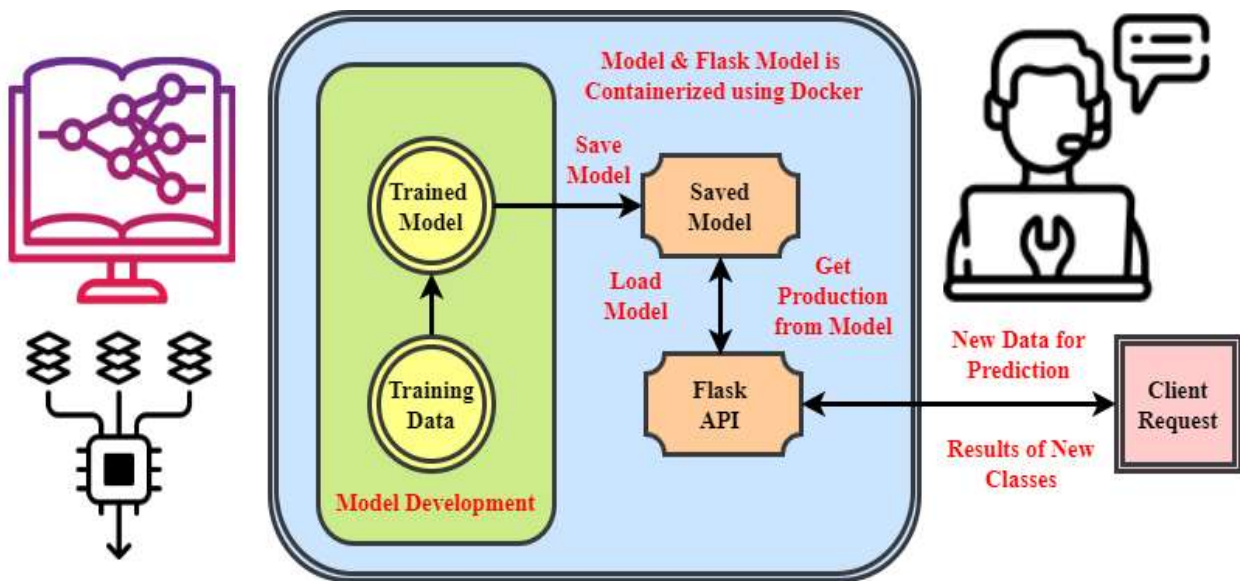 Model & Flask Model is
Containerized using Docker
Save
Model
Trained
Model
Saved
Model
Load
Model
Get
Production
from Model
Training
Data
Flask
API
New Data for
Prediction
Client
Request
Results of New
Classes
Model Development